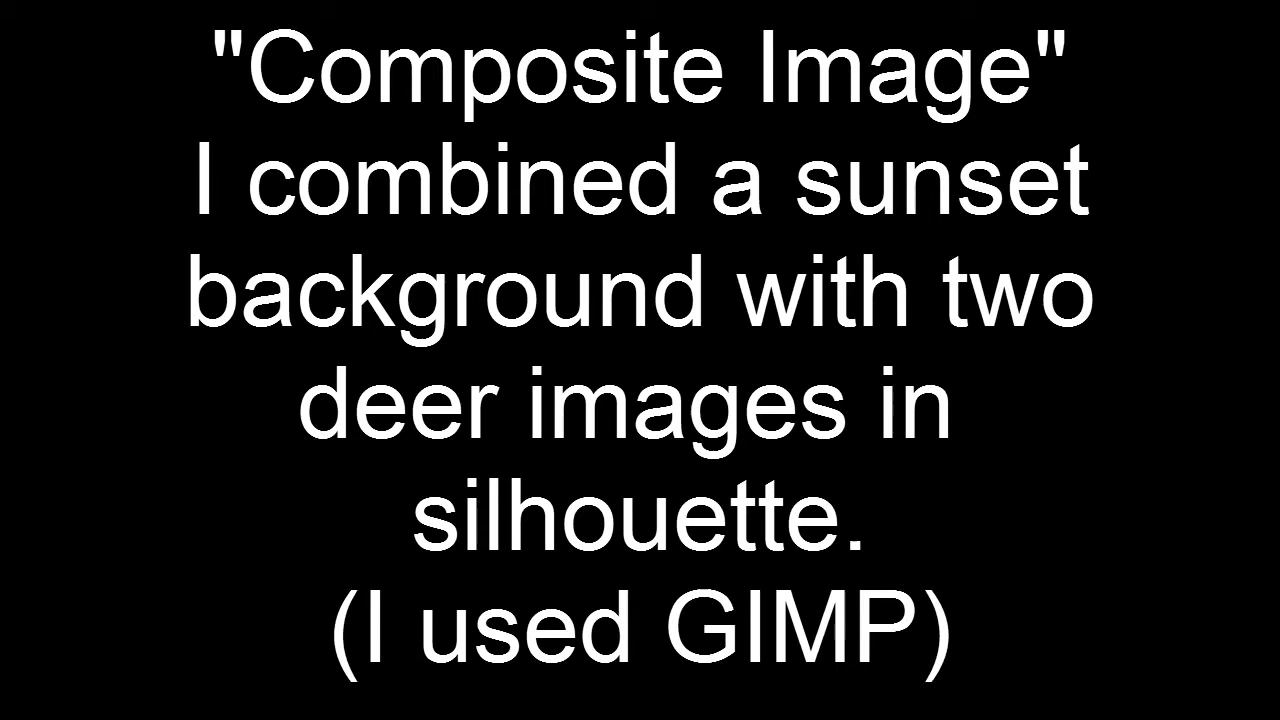 "Composite Image"
I combined a sunset
background with two
deer images in
silhouette.
(I used GIMP)